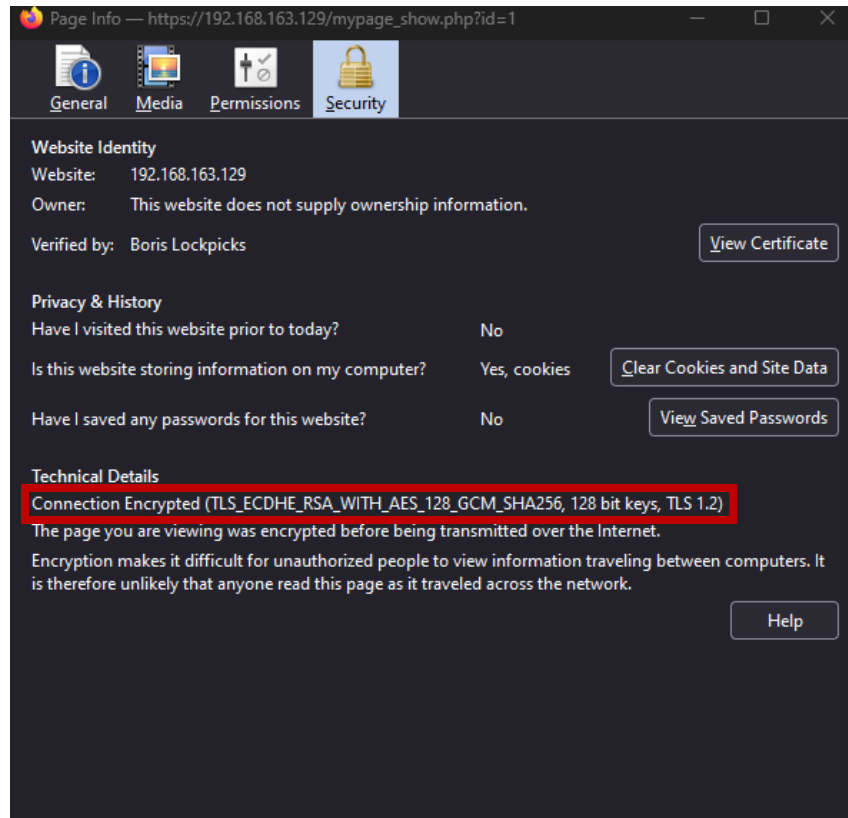 Page Info — https://192.168.163.129/mypage_show.php?id=1
General Media Permissions Security
Website Identity
Website: 192.168.163.129
Owner: This website does not supply ownership information.
Verified by: Boris Lockpicks View Certificate
Privacy & History
Have I visited this website prior to today? No
Is this website storing information on my computer? Yes, cookies Clear Cookies and Site Data
Have I saved any passwords for this website? No View Saved Passwords
Technical Details
Connection Encrypted (TLS_ECDHE_RSA_WITH_AES_128_GCM_SHA256, 128 bit keys, TLS 1.2)
The page you are viewing was encrypted before being transmitted over the Internet.
Encryption makes it difficult for unauthorized people to view information traveling between computers. It
is therefore unlikely that anyone read this page as it traveled across the network.
Help